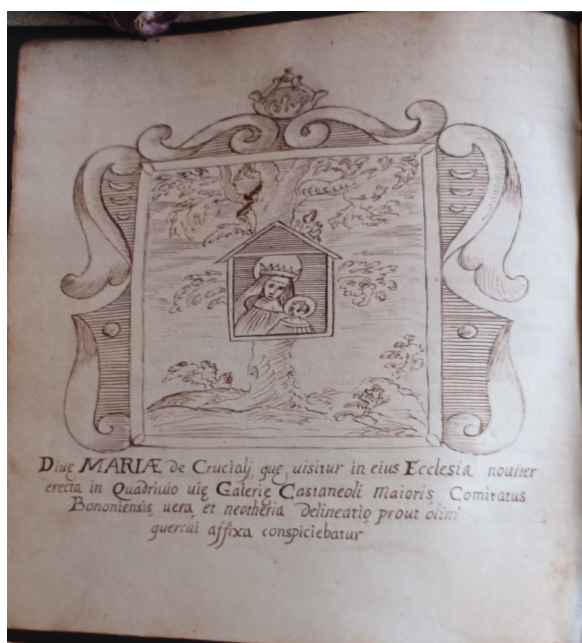 Diuę MARIÆ de Crucialj, quę uisitur in eius Ecclesia nouiter
erecta in Quadriuio uię Galerię Castaneoli Maioris Comitatus
Bononiensis, uera, et neotheria delineatio prout olim
quercui affixa conspiciebatur